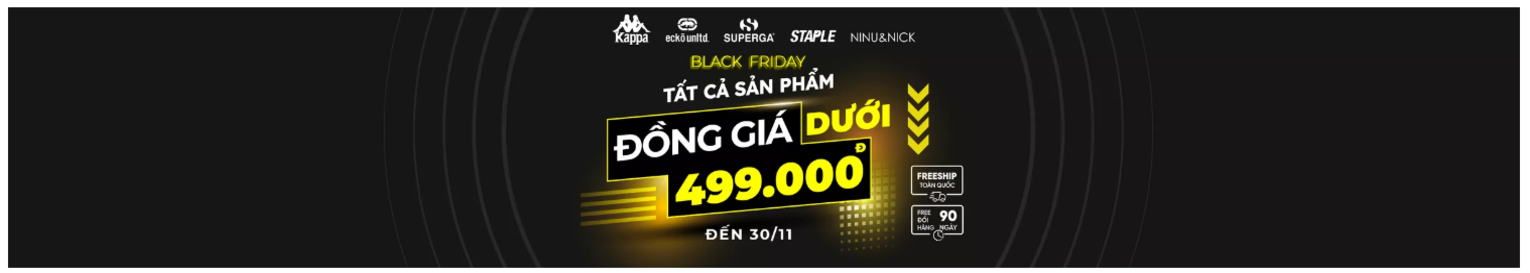 Kappa eckō unltd. SUPERGA STAPLE NINU&NICK
BLACK FRIDAY
TẤT CẢ SẢN PHẨM
ĐỒNG GIÁ DƯỚI
499.000Đ
ĐẾN 30/11
FREESHIP
TOÀN QUỐC
FREE
ĐỔI
HÀNG
90
NGÀY